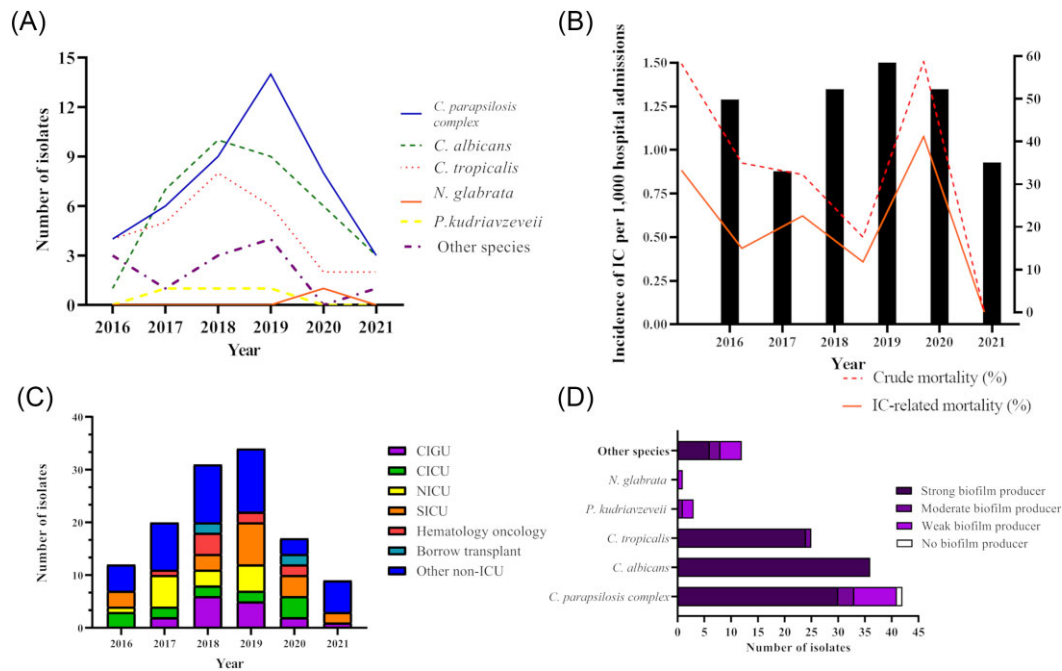 (A)
Number of isolates
15
12
9
6
3
0
2016 2017 2018 2019 2020 2021
Year
C. parapsilosis
complex
C. albicans
C. tropicalis
N. glabrata
P.kudriavzeveii
Other species
(B)
Incidence of IC per 1,000 hospital admissions
1.50
1.25
1.00
0.75
0.50
0.25
0.00
60
50
40
30
20
10
0
2016 2017 2018 2019 2020 2021
Year
Crude mortality (%)
IC-related mortality (%)
(C)
Number of isolates
40
30
20
10
0
2016 2017 2018 2019 2020 2021
Year
CIGU
CICU
NICU
SICU
Hematology oncology
Borrow transplant
Other non-ICU
(D)
Other species
N. glabrata
P. kudriavzeveii
C. tropicalis
C. albicans
C. parapsilosis complex
0 5 10 15 20 25 30 35 40 45
Number of isolates
Strong biofilm producer
Moderate biofilm producer
Weak biofilm producer
No biofilm producer